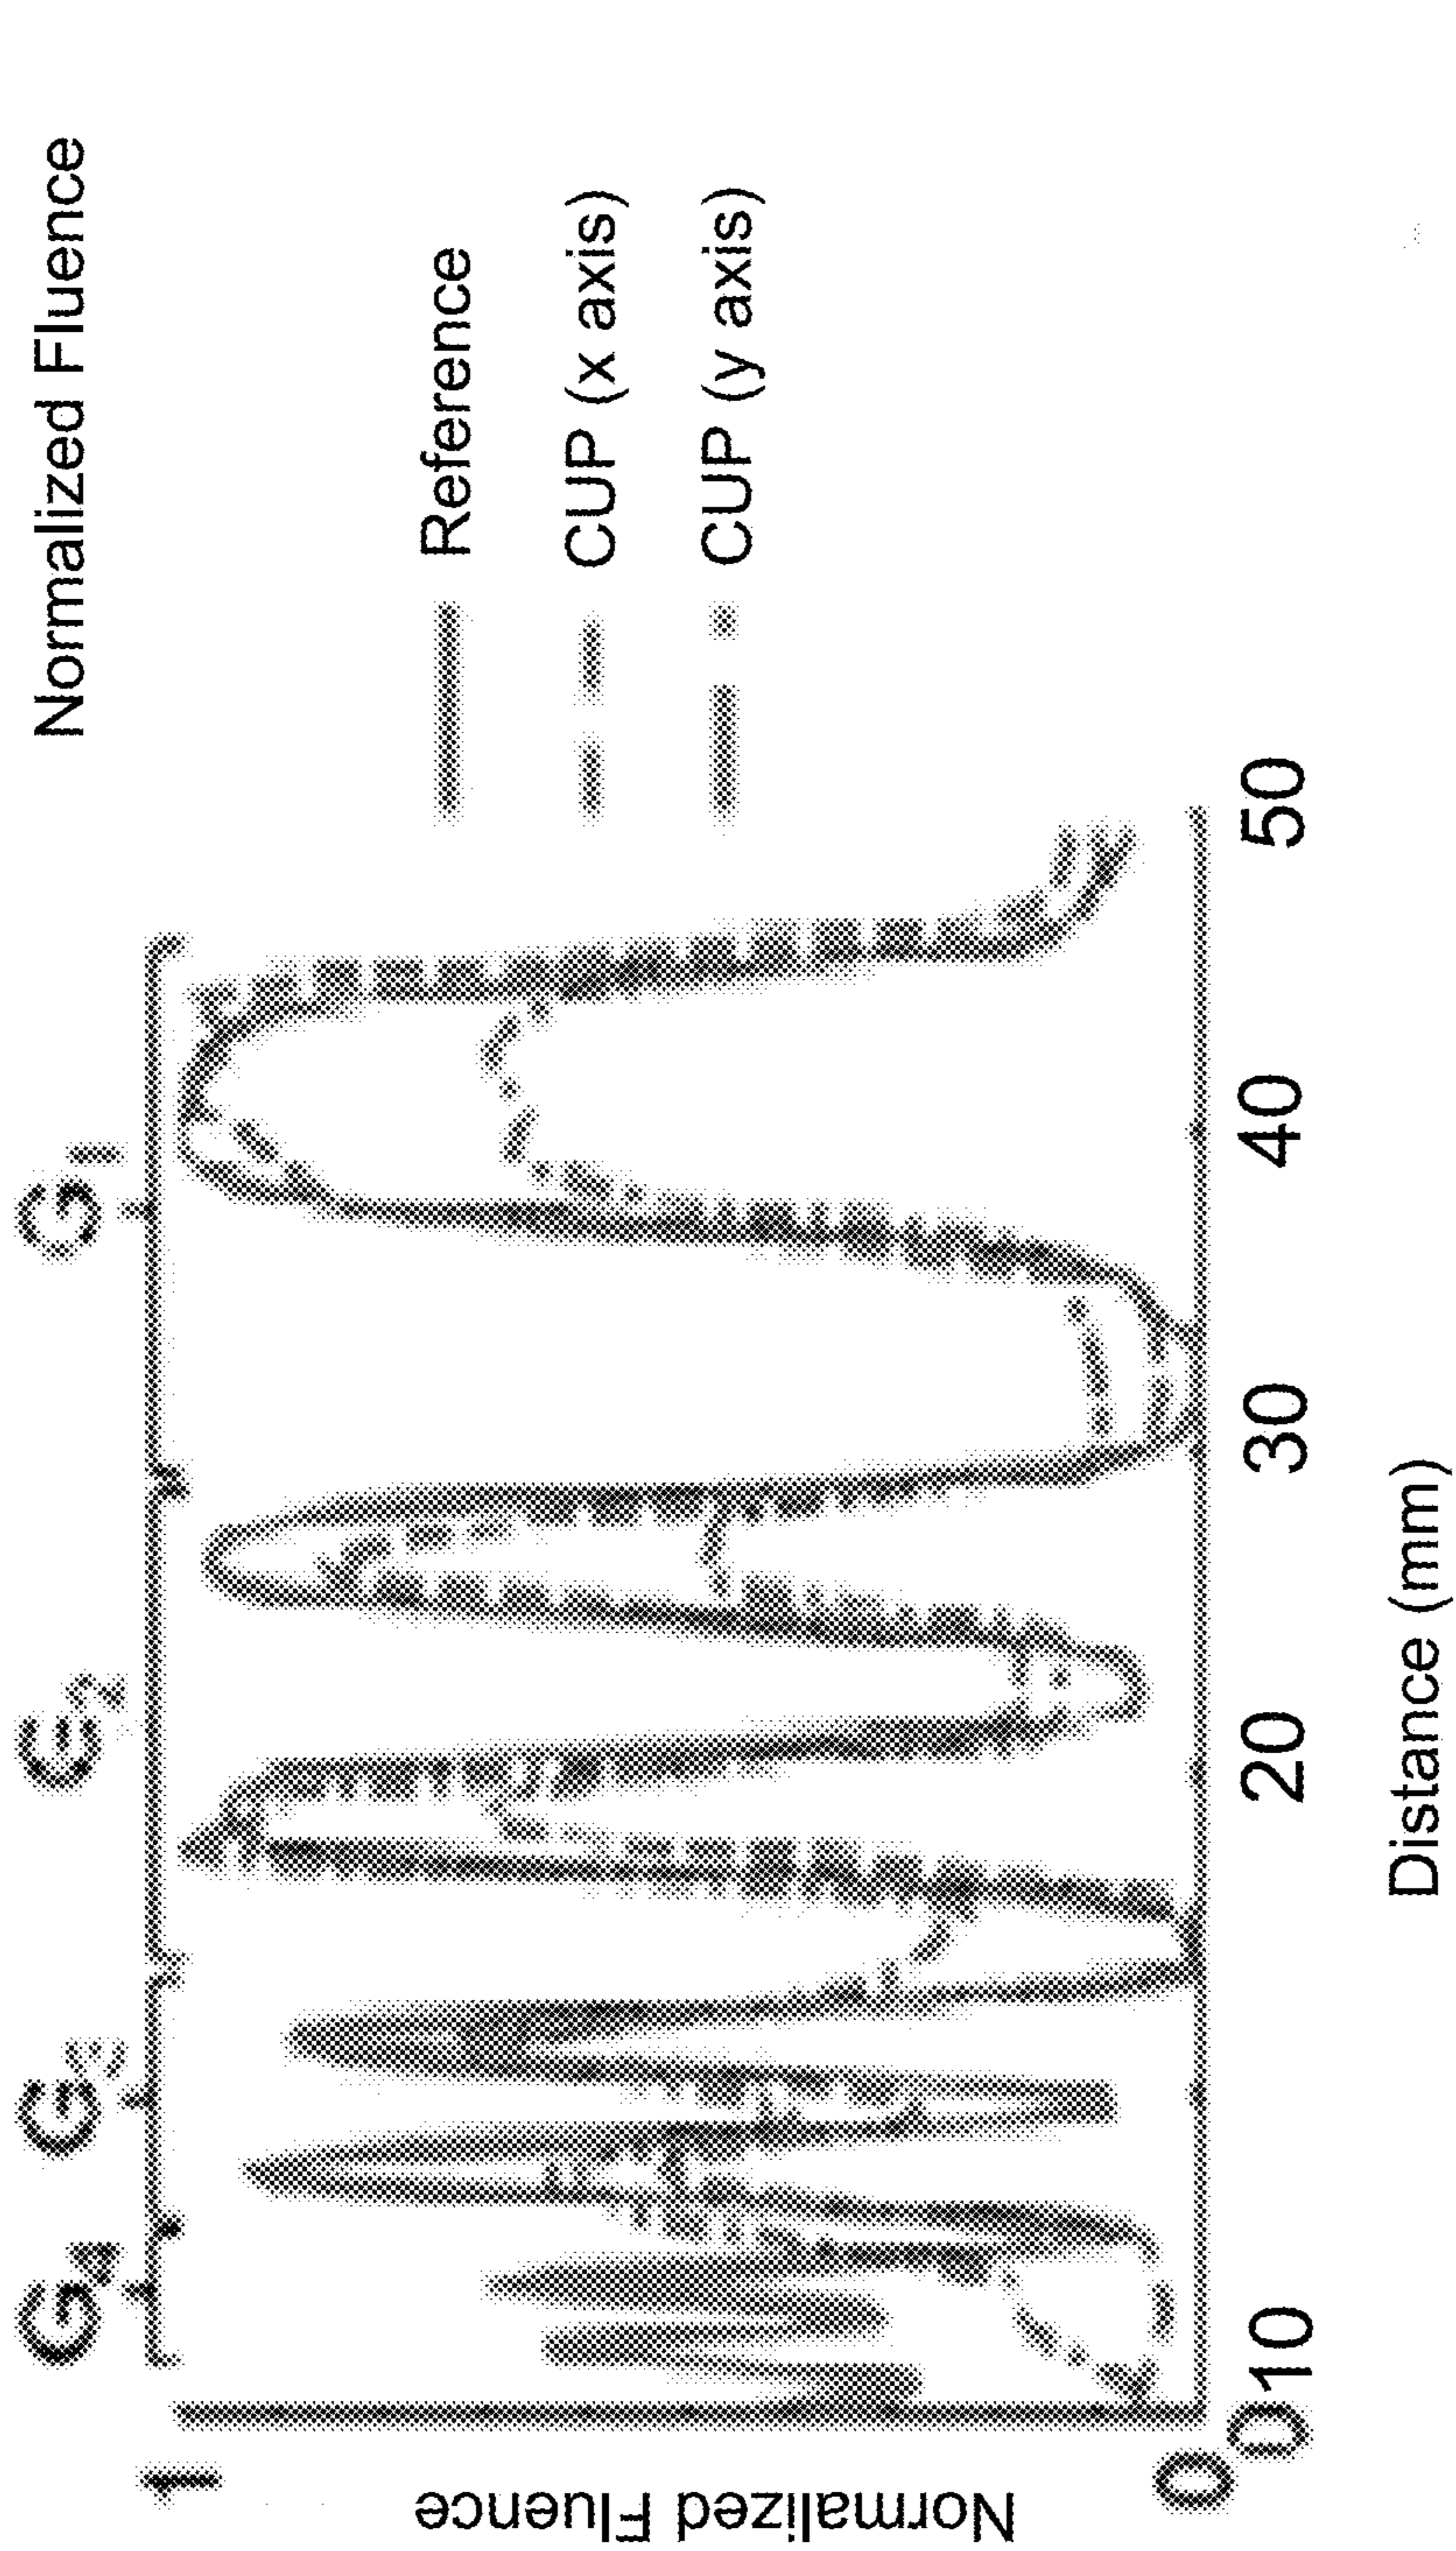 Normalized Fluence
G4 G3 G2 G1
Reference
CUP (x axis)
CUP (y axis)
1
Normalized Fluence
0
0 10 20 30 40 50
Distance (mm)